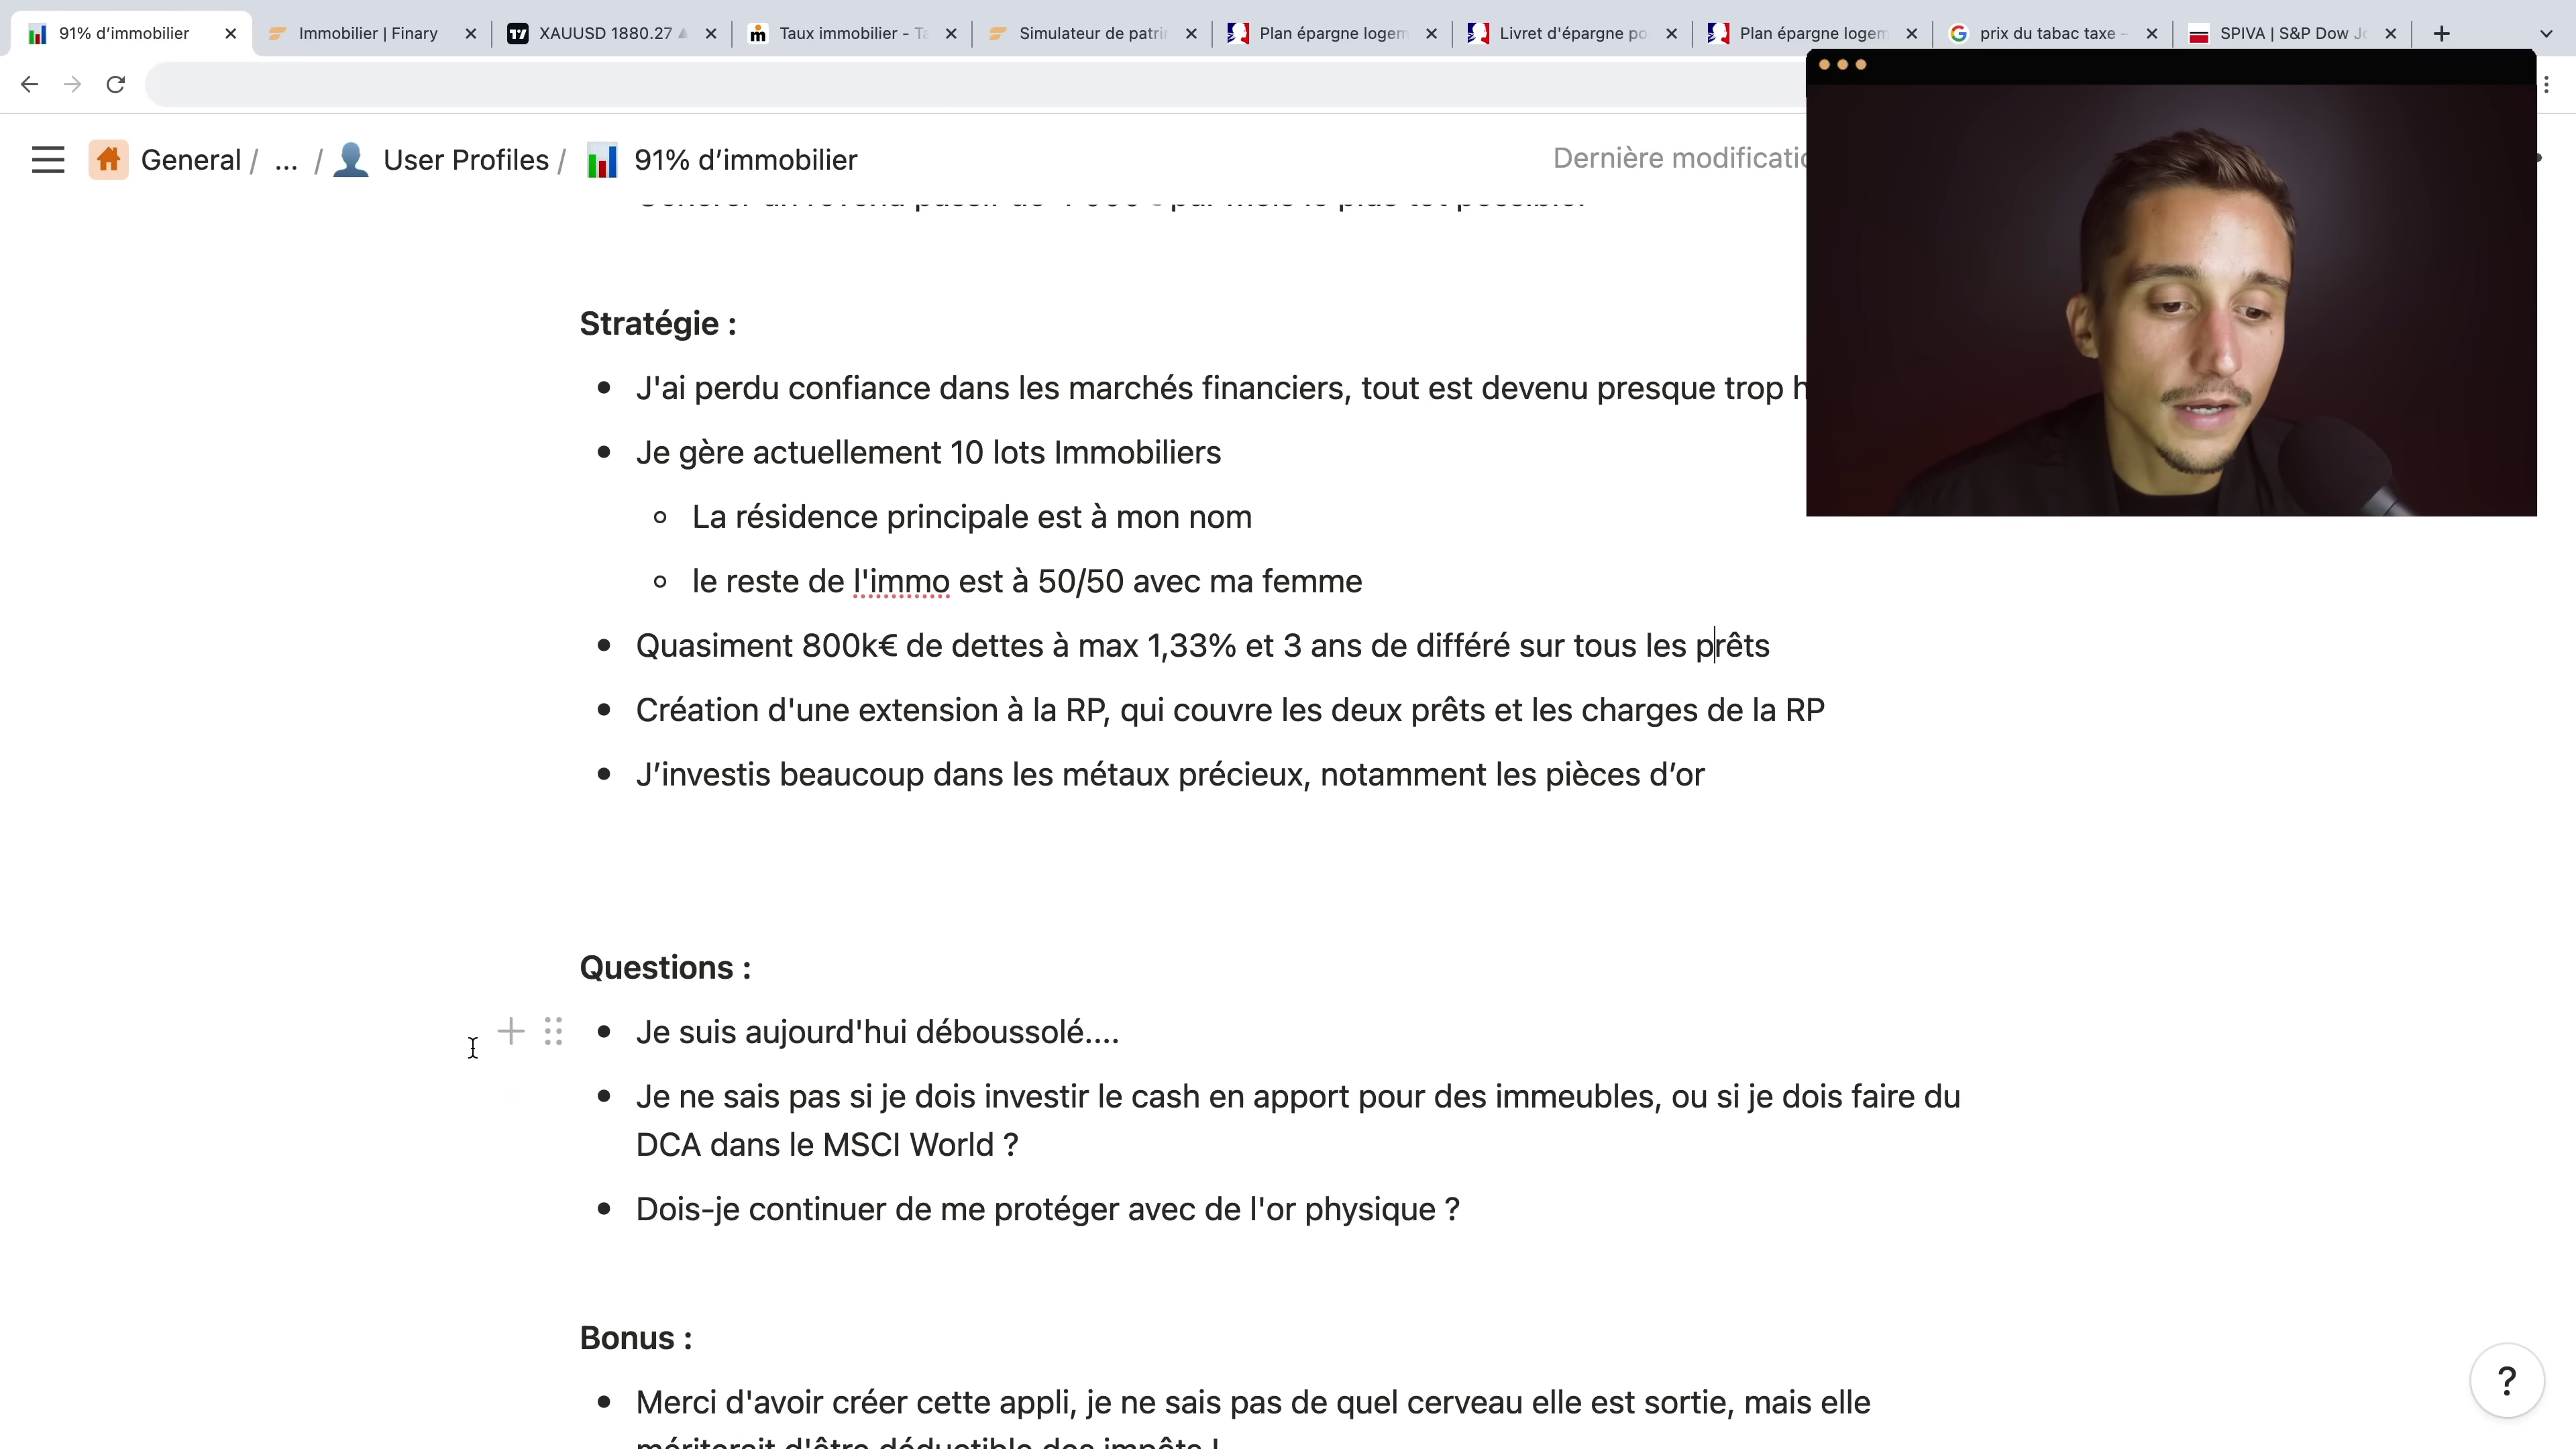 91% d’immobilier
Immobilier | Finary
XAUUSD 1880.27
Taux immobilier -
Simulateur de
Plan épargne
Livret d'épargne
Plan épargne
prix du tabac taxe
SPIVA | S&P Dow
General / ... / User Profiles / 91% d’immobilier
Dernière
Stratégie :
• J'ai perdu confiance dans les marchés financiers, tout est devenu presque trop
• Je gère actuellement 10 lots Immobiliers
○ La résidence principale est à mon nom
○ le reste de l'immo est à 50/50 avec ma femme
• Quasiment 800k€ de dettes à max 1,33% et 3 ans de différé sur tous les prêts
• Création d'une extension à la RP, qui couvre les deux prêts et les charges de la RP
• J’investis beaucoup dans les métaux précieux, notamment les pièces d’or
Questions :
• Je suis aujourd'hui déboussolé....
• Je ne sais pas si je dois investir le cash en apport pour des immeubles, ou si je dois faire du
DCA dans le MSCI World ?
• Dois-je continuer de me protéger avec de l'or physique ?
Bonus :
• Merci d'avoir créer cette appli, je ne sais pas de quel cerveau elle est sortie, mais elle
?